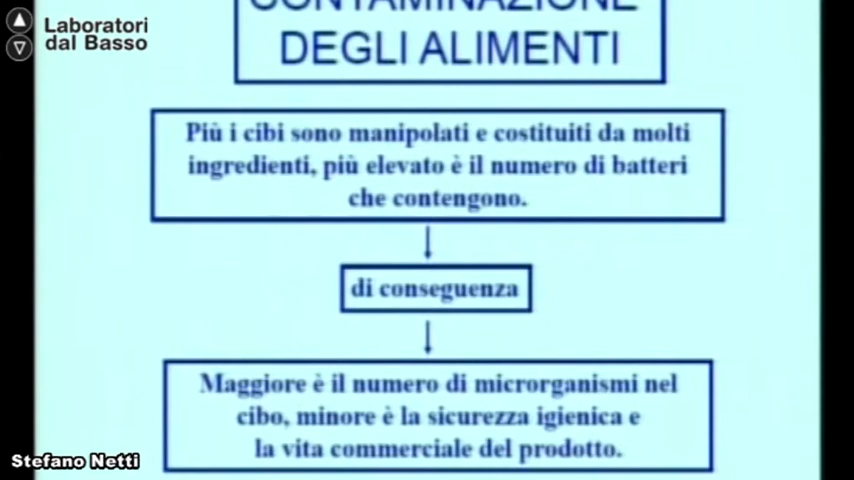 Laboratori
dal Basso
CONTAMINAZIONE
DEGLI ALIMENTI
Più i cibi sono manipolati e costituiti da molti
ingredienti, più elevato è il numero di batteri
che contengono.
di conseguenza
Maggiore è il numero di microrganismi nel
cibo, minore è la sicurezza igienica e
la vita commerciale del prodotto.
Stefano Netti